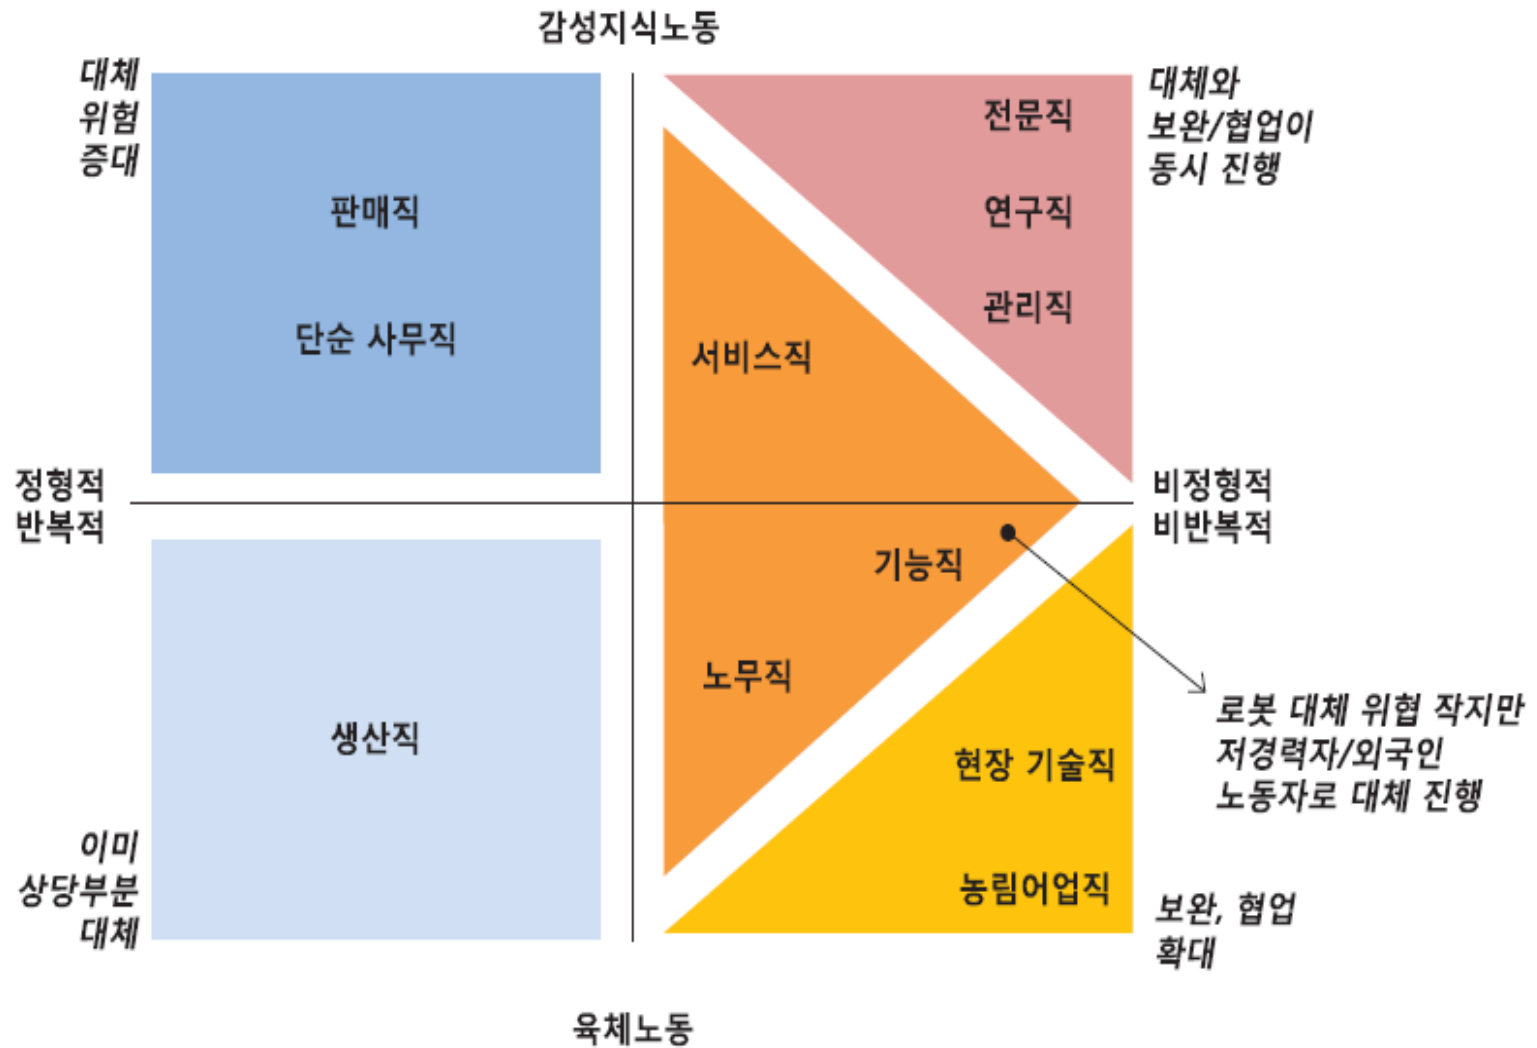 감성지식노동
대체
위험
증대
판매직
단순 사무직
전문직
연구직
관리직
대체와
보완/협업이
동시 진행
서비스직
정형적
반복적
비정형적
비반복적
기능직
노무직
생산직
현장 기술직
농림어업직
로봇 대체 위협 작지만
저경력자/외국인
노동자로 대체 진행
이미
상당부분
대체
보완, 협업
확대
육체노동